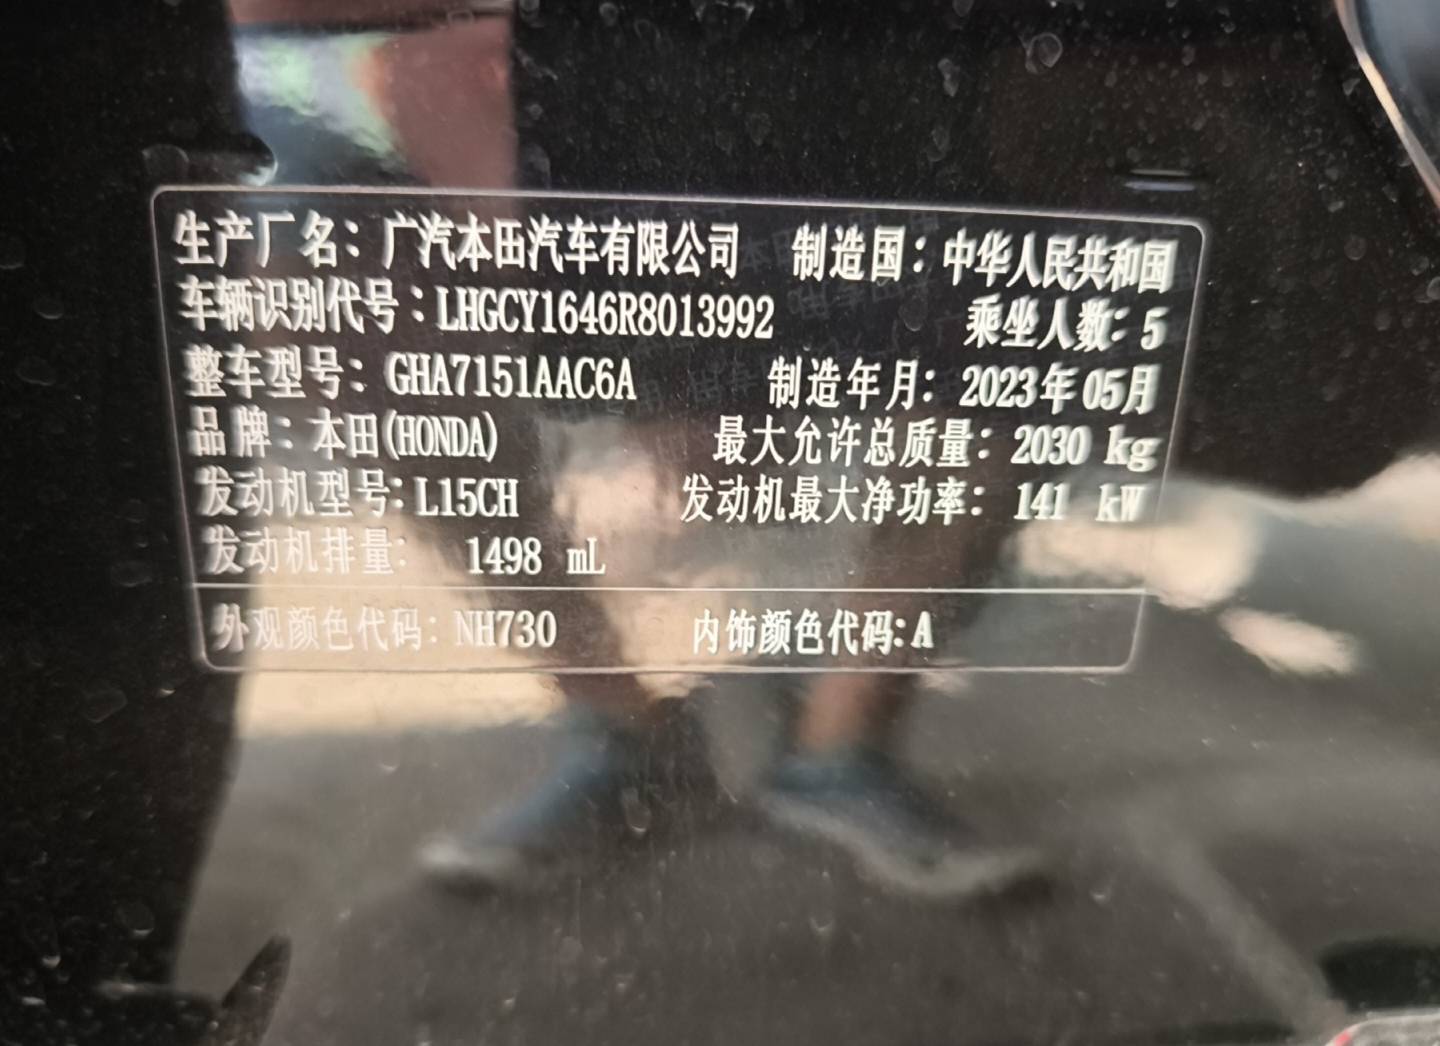 生产厂名：广汽本田汽车有限公司 制造国：中华人民共和国
车辆识别代号：LHGCY1646R8013992 乘坐人数：5
整车型号：GHA7151AAC6A 制造年月：2023年05月
品牌：本田(HONDA) 最大允许总质量：2030 kg
发动机型号：L15CH 发动机最大净功率：141 kW
发动机排量： 1498 mL
外观颜色代码：NH730 内饰颜色代码：A